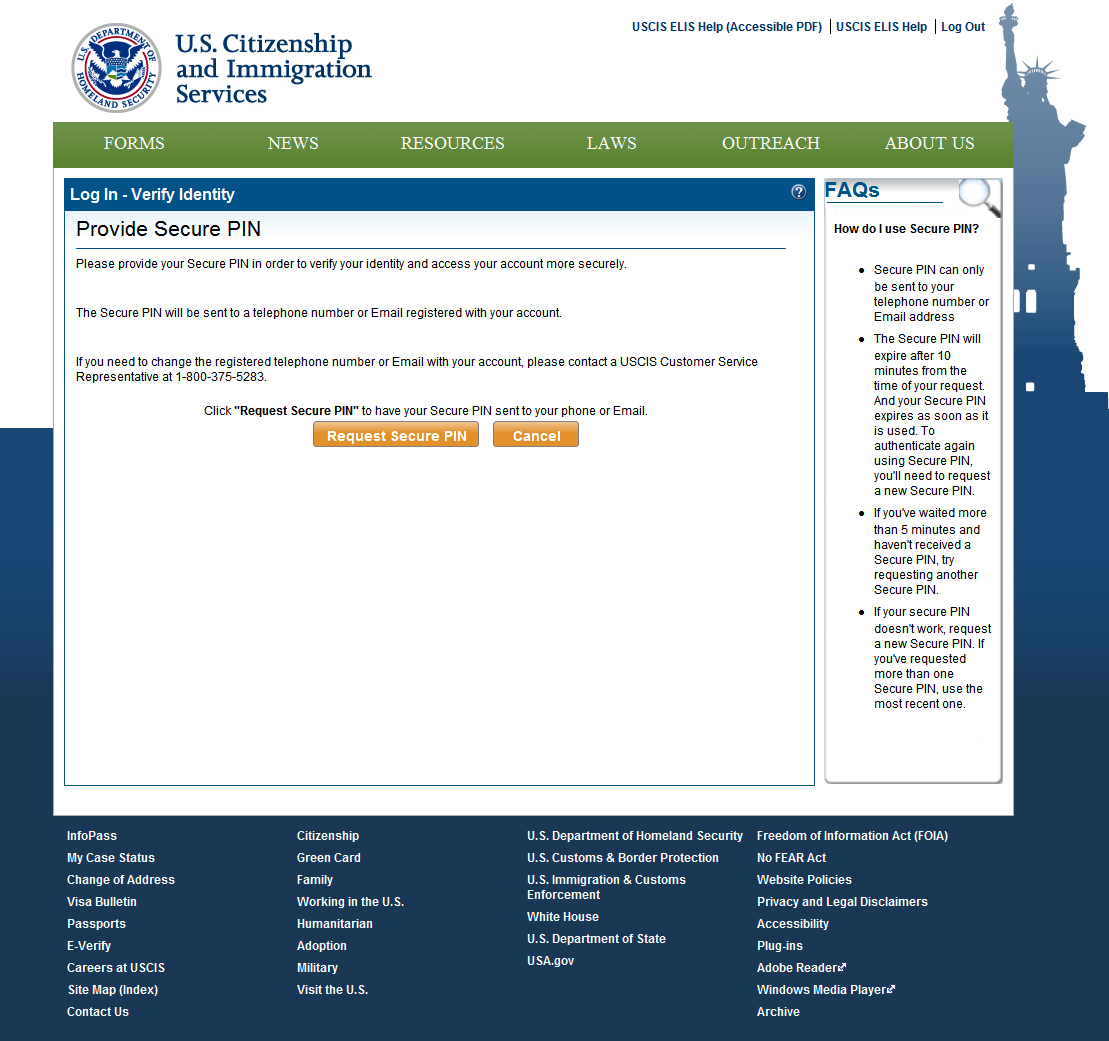 USCIS ELIS Help (Accessible PDF) | USCIS ELIS Help | Log Out
U.S. DEPARTMENT OF HOMELAND SECURITY
U.S. Citizenship
and Immigration
Services
FORMS NEWS RESOURCES LAWS OUTREACH ABOUT US
Log In - Verify Identity
?
Provide Secure PIN
Please provide your Secure PIN in order to verify your identity and access your account more securely.
The Secure PIN will be sent to a telephone number or Email registered with your account.
If you need to change the registered telephone number or Email with your account, please contact a USCIS Customer Service
Representative at 1-800-375-5283.
Click "Request Secure PIN" to have your Secure PIN sent to your phone or Email.
Request Secure PIN Cancel
FAQs
How do I use Secure PIN?
• Secure PIN can only
be sent to your
telephone number or
Email address
• The Secure PIN will
expire after 10
minutes from the
time of your request.
And your Secure PIN
expires as soon as it
is used. To
authenticate again
using Secure PIN,
you'll need to request
a new Secure PIN.
• If you've waited more
than 5 minutes and
haven't received a
Secure PIN, try
requesting another
Secure PIN.
• If your secure PIN
doesn't work, request
a new Secure PIN. If
you've requested
more than one
Secure PIN, use the
most recent one.
InfoPass
My Case Status
Change of Address
Visa Bulletin
Passports
E-Verify
Careers at USCIS
Site Map (Index)
Contact Us
Citizenship
Green Card
Family
Working in the U.S.
Humanitarian
Adoption
Military
Visit the U.S.
U.S. Department of Homeland Security
U.S. Customs & Border Protection
U.S. Immigration & Customs
Enforcement
White House
U.S. Department of State
USA.gov
Freedom of Information Act (FOIA)
No FEAR Act
Website Policies
Privacy and Legal Disclaimers
Accessibility
Plug-ins
Adobe Reader
Windows Media Player
Archive